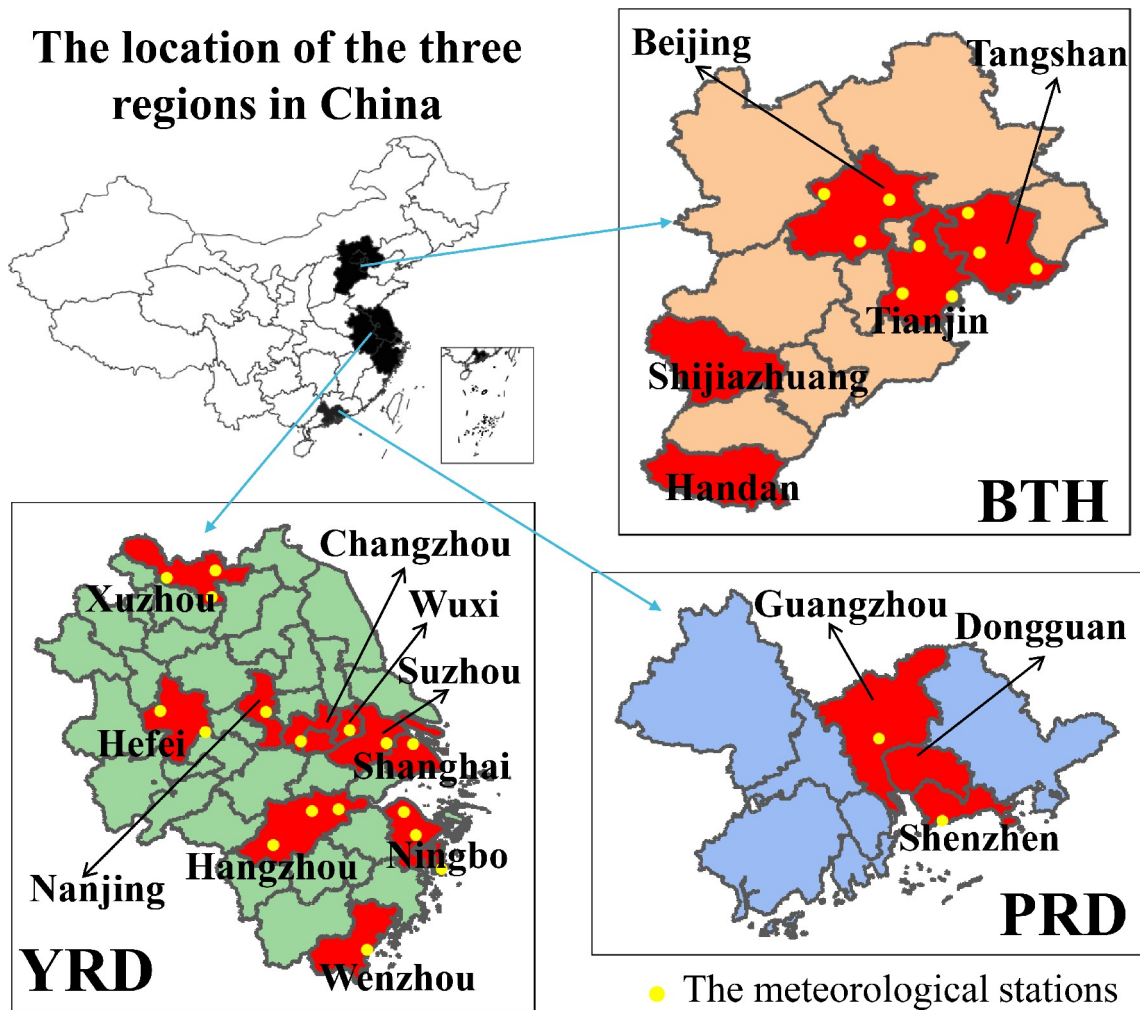 The location of the three
regions in China
Beijing
Tangshan
Tianjin
Shijiazhuang
Handan
BTH
Changzhou
Wuxi
Xuzhou
Suzhou
Hefei
Shanghai
Hangzhou
Ningbo
Nanjing
Wenzhou
YRD
Guangzhou
Dongguan
Shenzhen
PRD
The meteorological stations